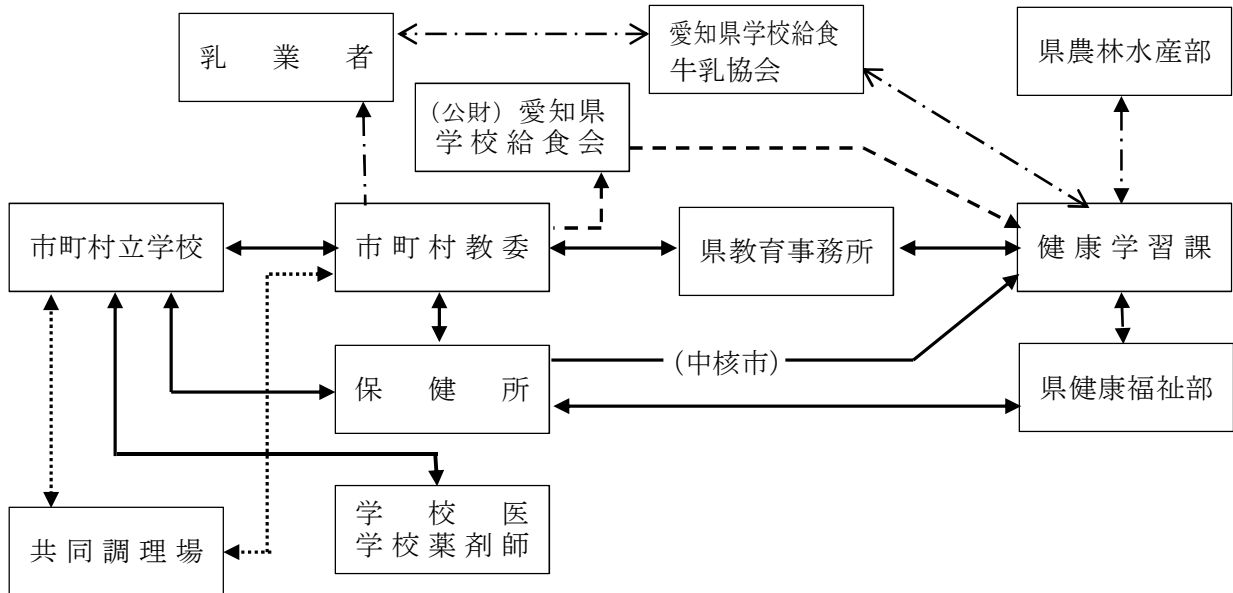 乳業者
愛知県学校給食
牛乳協会
県農林水産部
(公財)愛知県
学校給食会
市町村立学校
市町村教委
県教育事務所
健康学習課
保健所
(中核市)
県健康福祉部
学校医
学校薬剤師
共同調理場